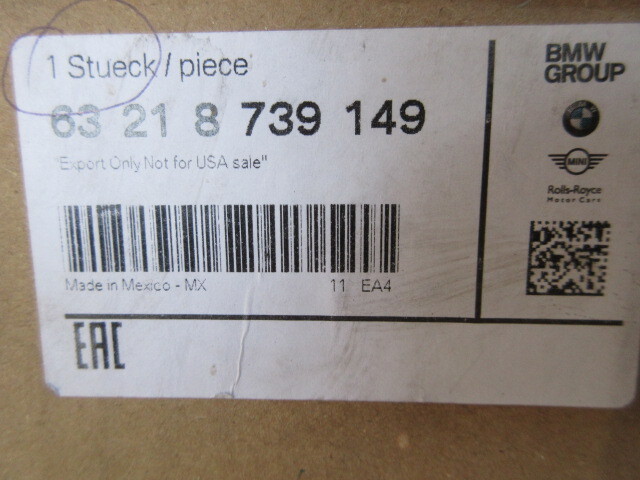 1 Stueck / piece
63 21 8 739 149
"Export Only Not for USA sale"
Made in Mexico - MX 11 EA4
EAC
BMW
GROUP
MINI
Rolls-Royce
Motor Cars